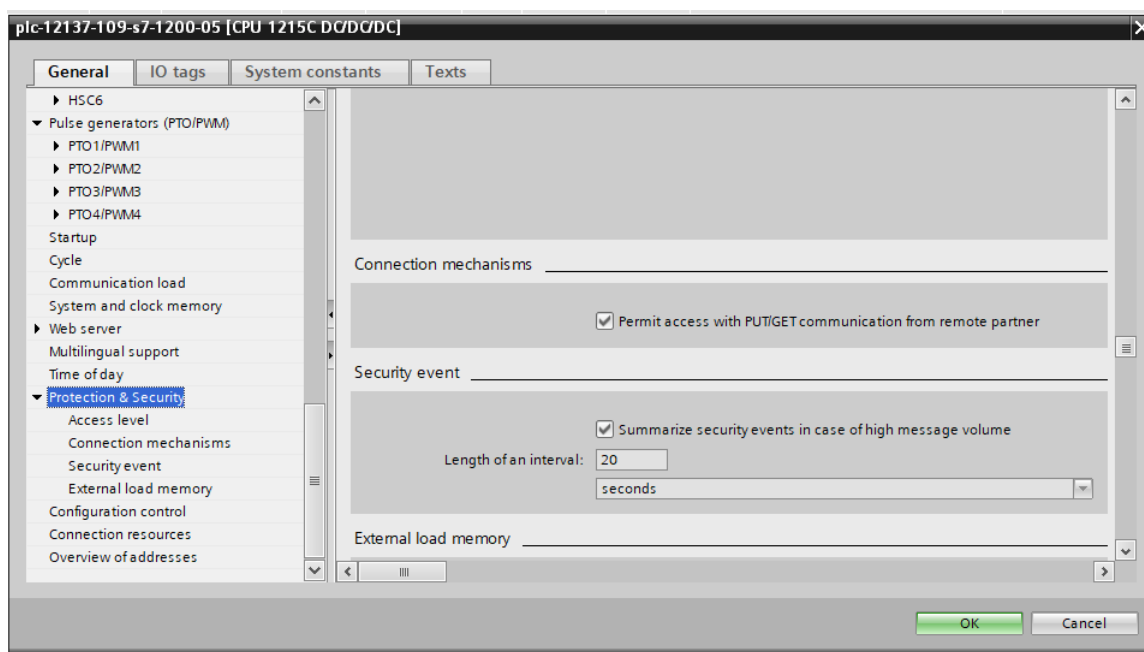 plc-12137-109-s7-1200-05 [CPU 1215C DC/DC/DC]
General IO tags System constants Texts
HSC6
Pulse generators (PTO/PWM)
PTO1/PWM1
PTO2/PWM2
PTO3/PWM3
PTO4/PWM4
Startup
Cycle
Communication load
System and clock memory
Web server
Multilingual support
Time of day
Protection & Security
Access level
Connection mechanisms
Security event
External load memory
Configuration control
Connection resources
Overview of addresses
Connection mechanisms
Permit access with PUT/GET communication from remote partner
Security event
Summarize security events in case of high message volume
Length of an interval: 20
seconds
External load memory
OK Cancel